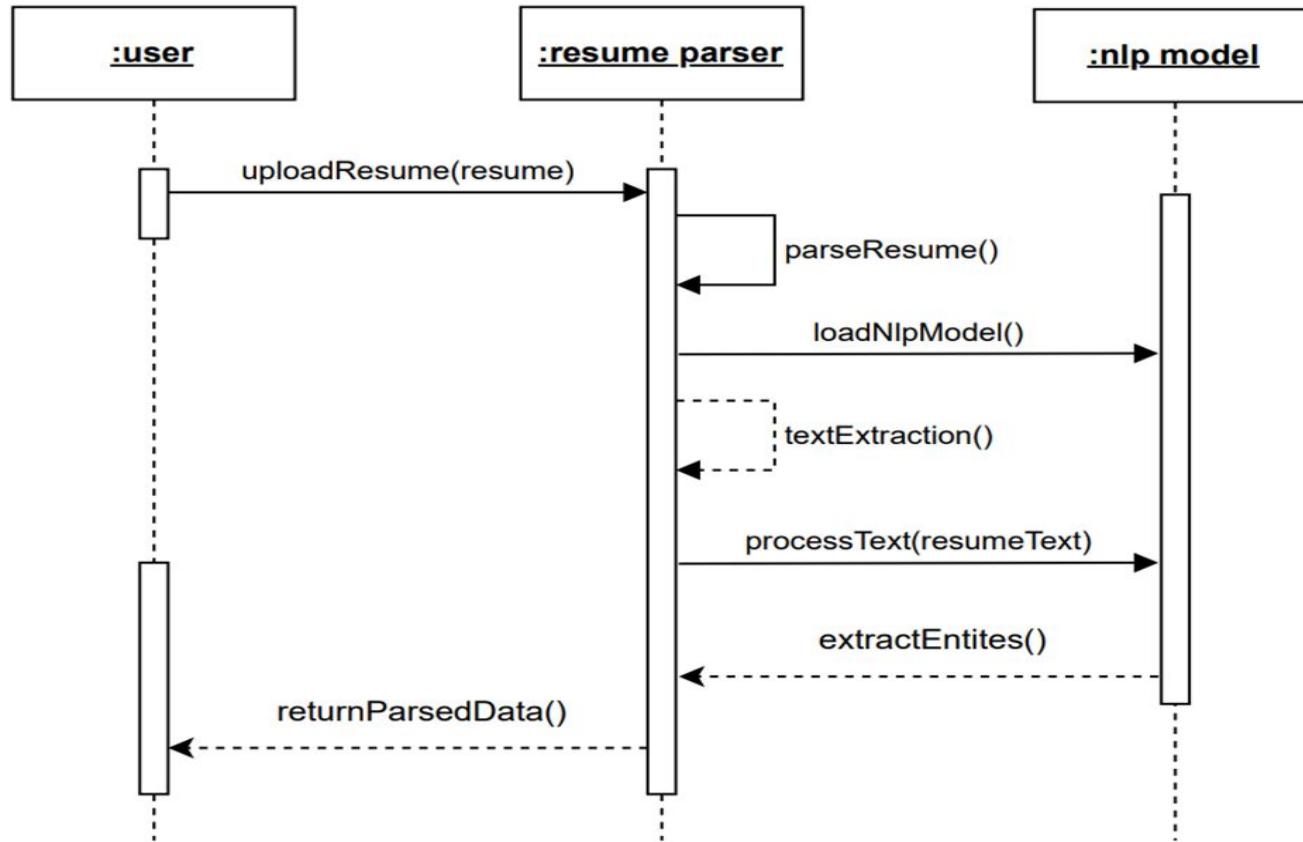 :user
:resume parser
:nlp model
uploadResume(resume)
parseResume()
loadNlpModel()
textExtraction()
processText(resumeText)
extractEntites()
returnParsedData()